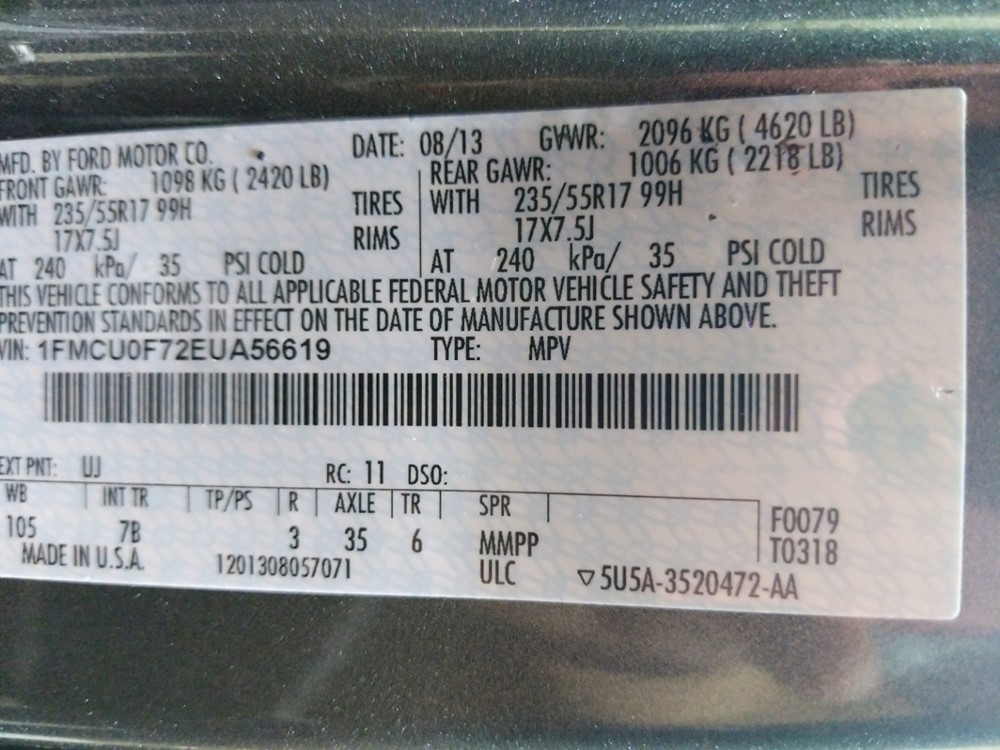 MFD. BY FORD MOTOR CO. DATE: 08/13 GVWR: 2096 KG ( 4620 LB)
FRONT GAWR: 1098 KG ( 2420 LB) REAR GAWR: 1006 KG ( 2218 LB)
WITH 235/55R17 99H TIRES WITH 235/55R17 99H TIRES
17X7.5J RIMS 17X7.5J RIMS
AT 240 kPa/ 35 PSI COLD AT 240 kPa/ 35 PSI COLD
THIS VEHICLE CONFORMS TO ALL APPLICABLE FEDERAL MOTOR VEHICLE SAFETY AND THEFT
PREVENTION STANDARDS IN EFFECT ON THE DATE OF MANUFACTURE SHOWN ABOVE.
VIN: 1FMCU0F72EUA56619 TYPE: MPV
EXT PNT: UJ RC: 11 DSO:
WB INT TR TP/PS R AXLE TR SPR F0079
105 7B 3 35 6 MMPP T0318
MADE IN U.S.A. 1201308057071 ULC ▽5U5A-3520472-AA